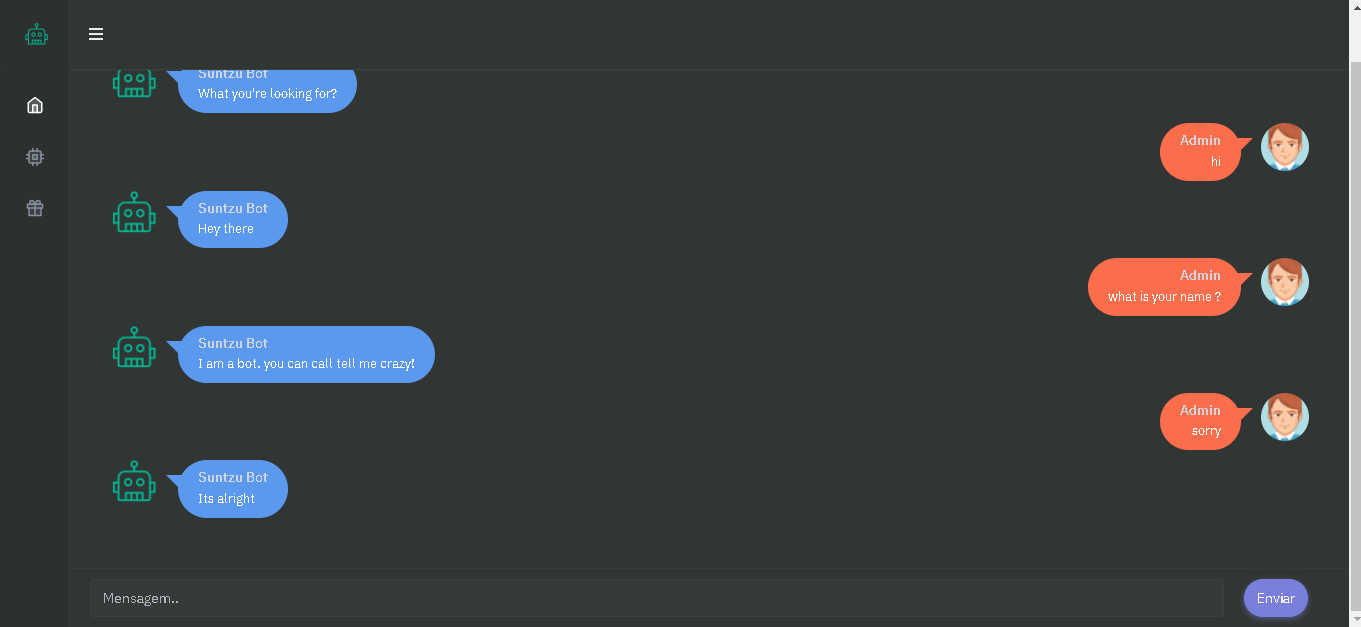 Suntzu Bot
What you're looking for?
Admin
hi
Suntzu Bot
Hey there
Admin
what is your name ?
Suntzu Bot
I am a bot. you can call tell me crazy!
Admin
sorry
Suntzu Bot
Its alright
Mensagem..
Enviar